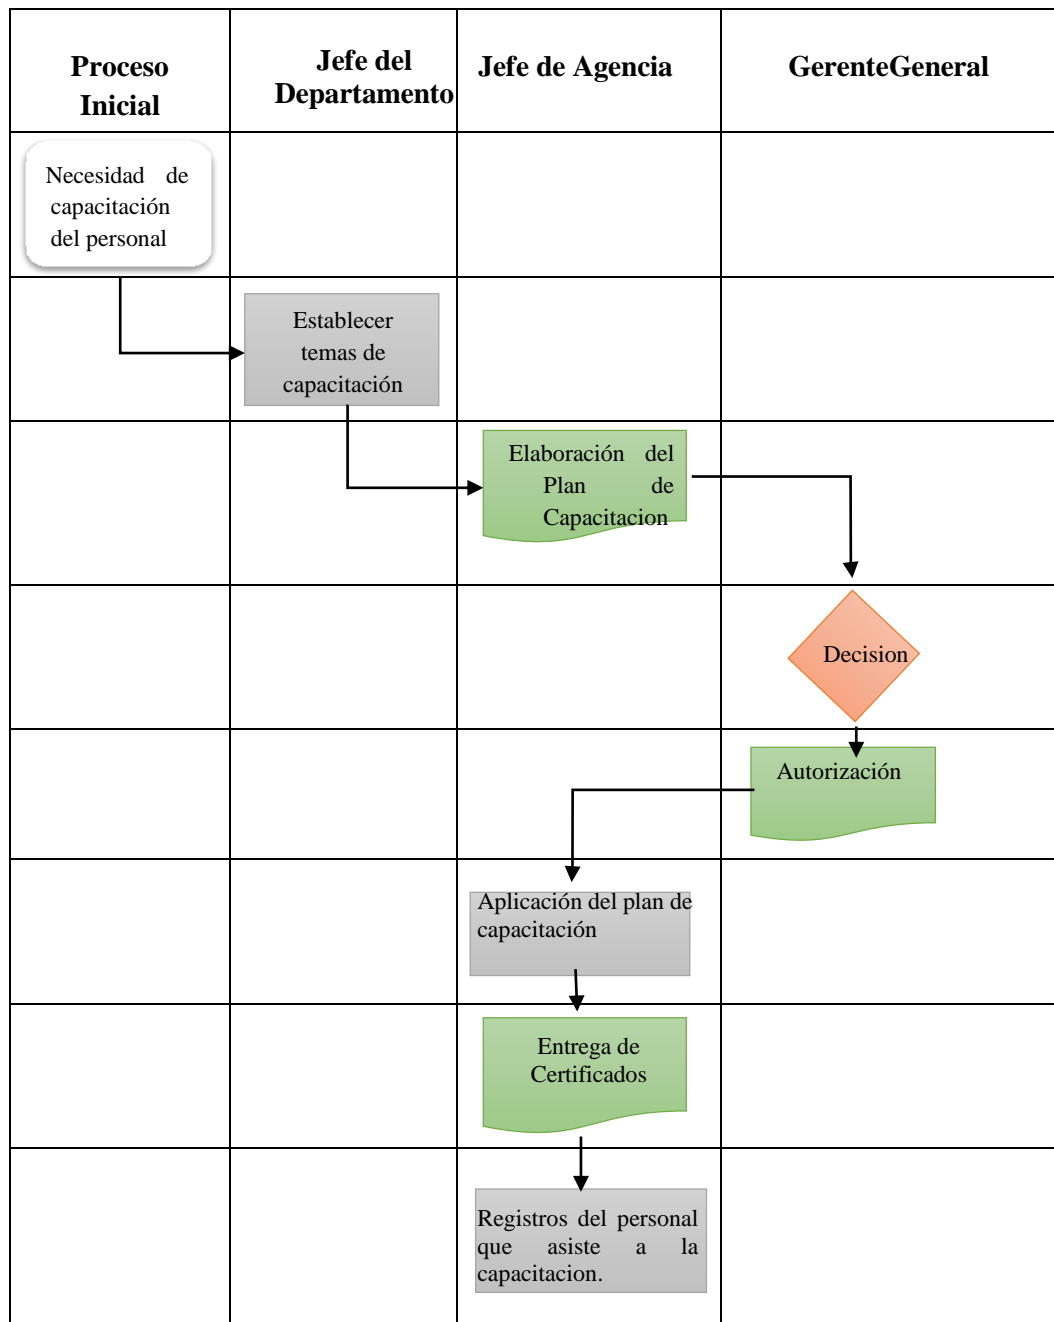 Proceso
Inicial
Jefe del
Departamento
Jefe de Agencia
GerenteGeneral
Necesidad de
capacitación
del personal
Establecer
temas de
capacitación
Elaboración del
Plan de
Capacitacion
Decision
Autorización
Aplicación del plan de
capacitación
Entrega de
Certificados
Registros del personal
que asiste a la
capacitacion.